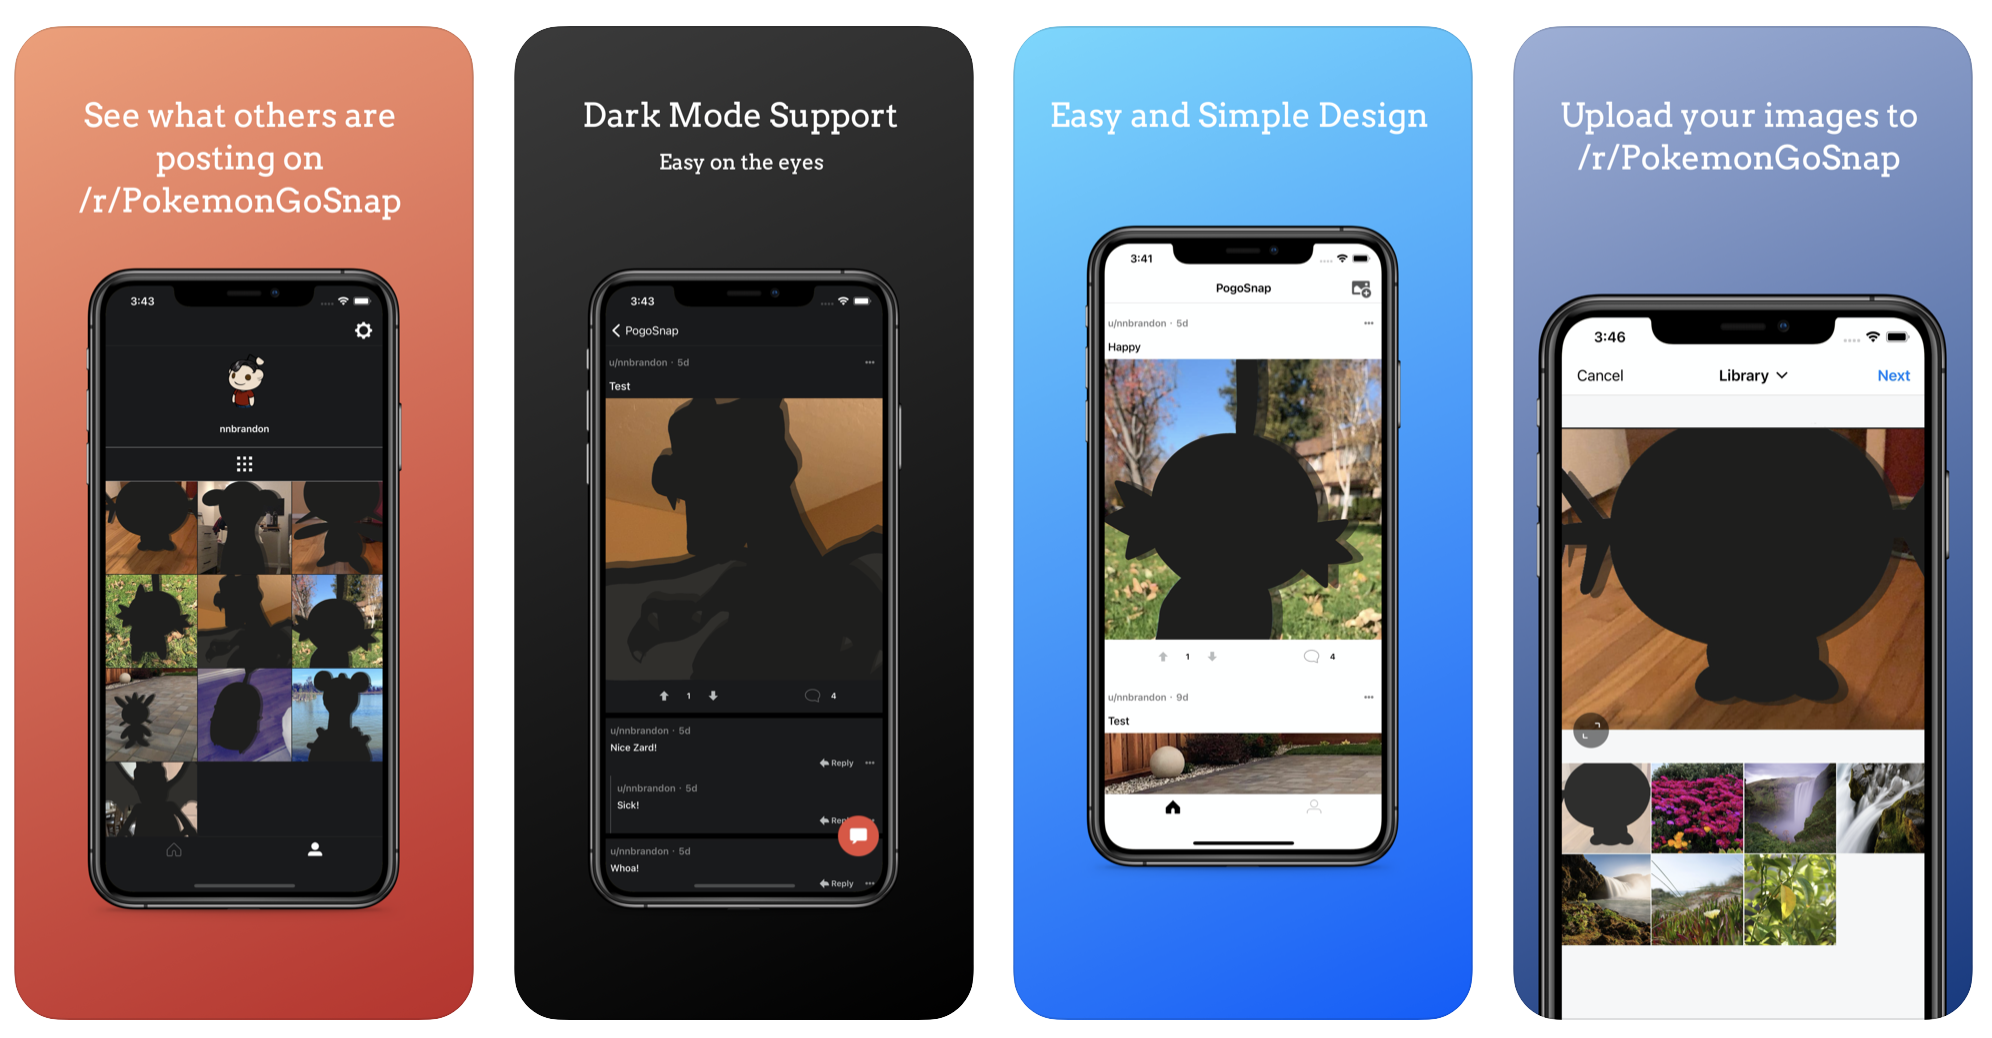 See what others are
posting on
/r/PokemonGoSnap
3:43
nnbrandon
Dark Mode Support
Easy on the eyes
3:43
PogoSnap
u/nnbrandon · 5d
Test
1
4
u/nnbrandon · 5d
Nice Zard!
Reply
u/nnbrandon · 5d
Sick!
u/nnbrandon · 5d
Whoa!
Reply
Easy and Simple Design
3:41
PogoSnap
u/nnbrandon · 5d
Happy
1
4
u/nnbrandon · 9d
Test
Upload your images to
/r/PokemonGoSnap
3:46
Cancel
Library
Next